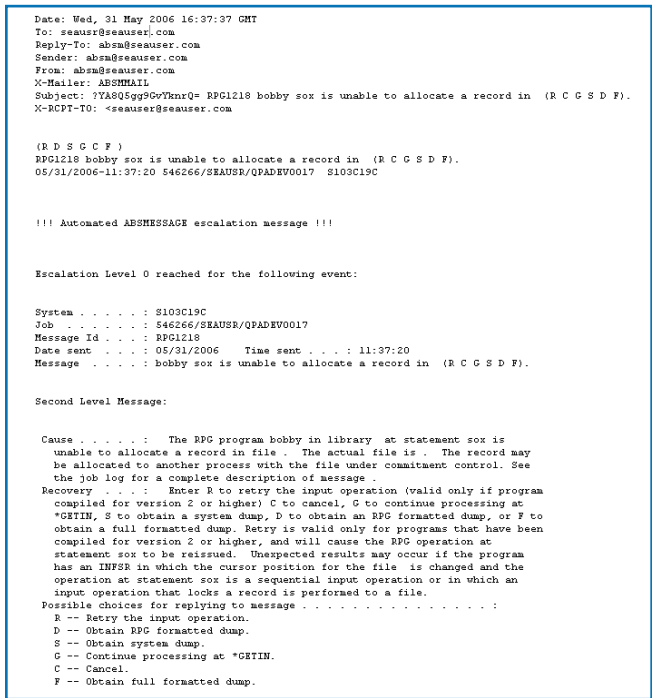 Date: Wed, 31 May 2006 16:37:37 GMT
To: seausr@seauser.com
Reply-To: absm@seauser.com
Sender: absm@seauser.com
From: absm@seauser.com
X-Mailer: ABSMMAIL
Subject: ?YA8Q5gg9GvYknrQ= RPG1218 bobby sox is unable to allocate a record in  (R C G S D F).
X-RCPT-TO: <seauser@seauser.com
(R D S G C F )
RPG1218 bobby sox is unable to allocate a record in  (R C G S D F).
05/31/2006-11:37:20 546266/SEAUSR/QPADEV0017  S103C19C
!!! Automated ABSMESSAGE escalation message !!!
Escalation Level 0 reached for the following event:
System . . . . . : S103C19C
Job  . . . . . . : 546266/SEAUSR/QPADEV0017
Message Id . . . : RPG1218
Date sent  . . . : 05/31/2006    Time sent . . . : 11:37:20
Message  . . . . : bobby sox is unable to allocate a record in  (R C G S D F).
Second Level Message:
Cause . . . . . :   The RPG program bobby in library  at statement sox is
unable to allocate a record in file .  The actual file is .  The record may
be allocated to another process with the file under commitment control. See
the job log for a complete description of message .
Recovery  . . . :   Enter R to retry the input operation (valid only if program
compiled for version 2 or higher) C to cancel, G to continue processing at
*GETIN, S to obtain a system dump, D to obtain an RPG formatted dump, or F to
obtain a full formatted dump. Retry is valid only for programs that have been
compiled for version 2 or higher, and will cause the RPG operation at
statement sox to be reissued.  Unexpected results may occur if the program
has an INFSR in which the cursor position for the file  is changed and the
operation at statement sox is a sequential input operation or in which an
input operation that locks a record is performed to a file.
Possible choices for replying to message . . . . . . . . . . . . . . . :
R -- Retry the input operation.
D -- Obtain RPG formatted dump.
S -- Obtain system dump.
G -- Continue processing at *GETIN.
C -- Cancel.
F -- Obtain full formatted dump.